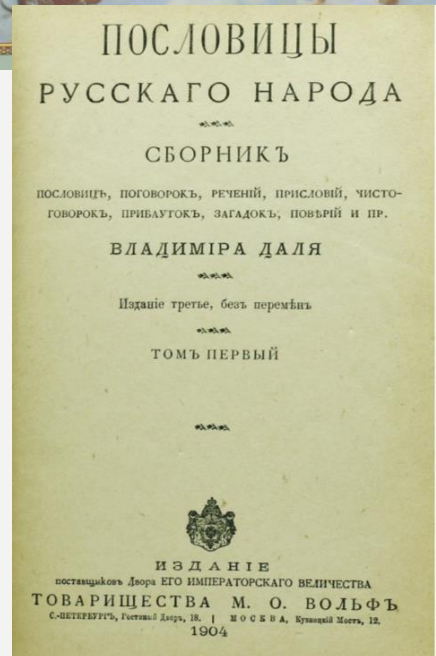 ПОСЛОВИЦЫ
РУССКАГО НАРОДА
СБОРНИКЪ
ПОСЛОВИЦЪ, ПОГОВОРОКЪ, РЕЧЕНІЙ, ПРИСЛОВІЙ, ЧИСТО-
ГОВОРОКЪ, ПРИБАУТОКЪ, ЗАГАДОКЪ, ПОВѢРІЙ И ПР.
ВЛАДИМІРА ДАЛЯ
Изданіе третье, безъ перемѣнъ
ТОМЪ ПЕРВЫЙ
ИЗДАНІЕ
поставщиковъ Двора ЕГО ИМПЕРАТОРСКАГО ВЕЛИЧЕСТВА
ТОВАРИЩЕСТВА М. О. ВОЛЬФЪ
С.-ПЕТЕРБУРГЪ, Гостиный Дворъ, 18. | МОСКВА, Кузнецкій Мостъ, 12.
1904